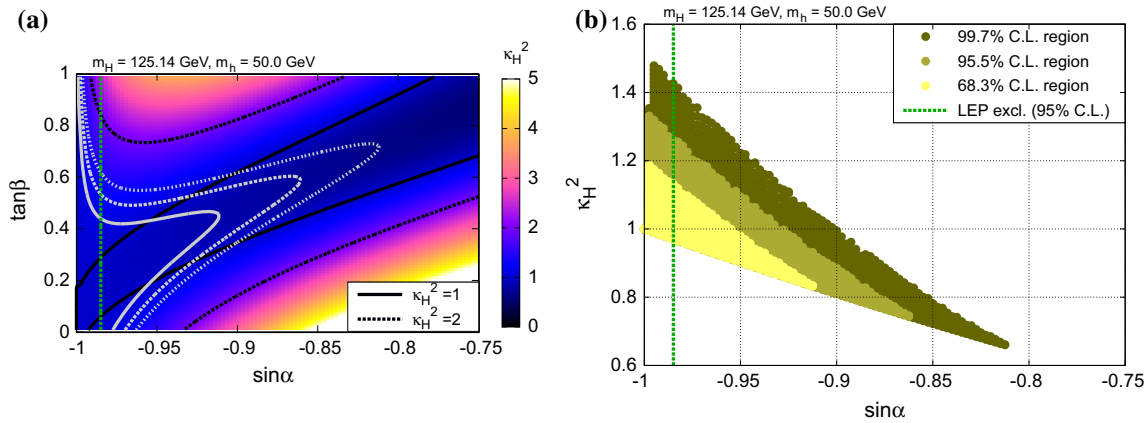 (a)
m_H = 125.14 GeV, m_h = 50.0 GeV
κ_H^2
1
0.8
0.6
0.4
0.2
0
tanβ
-1
-0.95
-0.9
-0.85
-0.8
-0.75
sinα
κ_H^2=1
κ_H^2=2
5
4
3
2
1
0
(b)
m_H = 125.14 GeV, m_h = 50.0 GeV
1.6
1.4
1.2
1
0.8
0.6
κ_H^2
-1
-0.95
-0.9
-0.85
-0.8
-0.75
sinα
99.7% C.L. region
95.5% C.L. region
68.3% C.L. region
LEP excl. (95% C.L.)